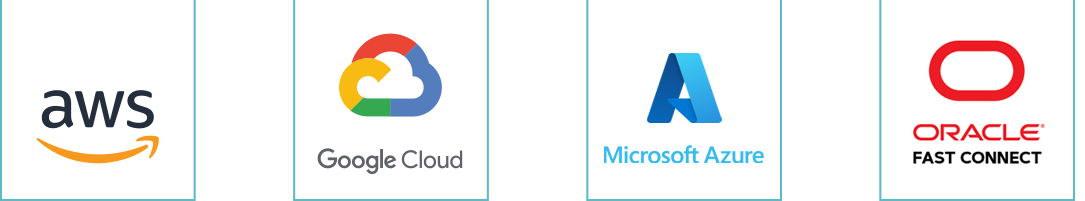 aws
Google Cloud
Microsoft Azure
ORACLE®
FAST CONNECT